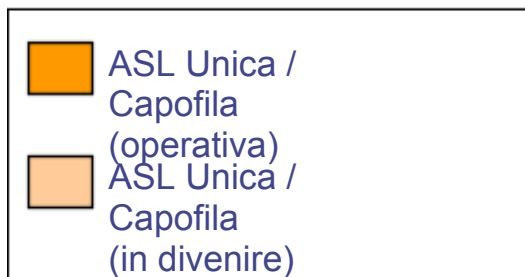 ASL Unica /
Capofila
(operativa)
ASL Unica /
Capofila
(in divenire)